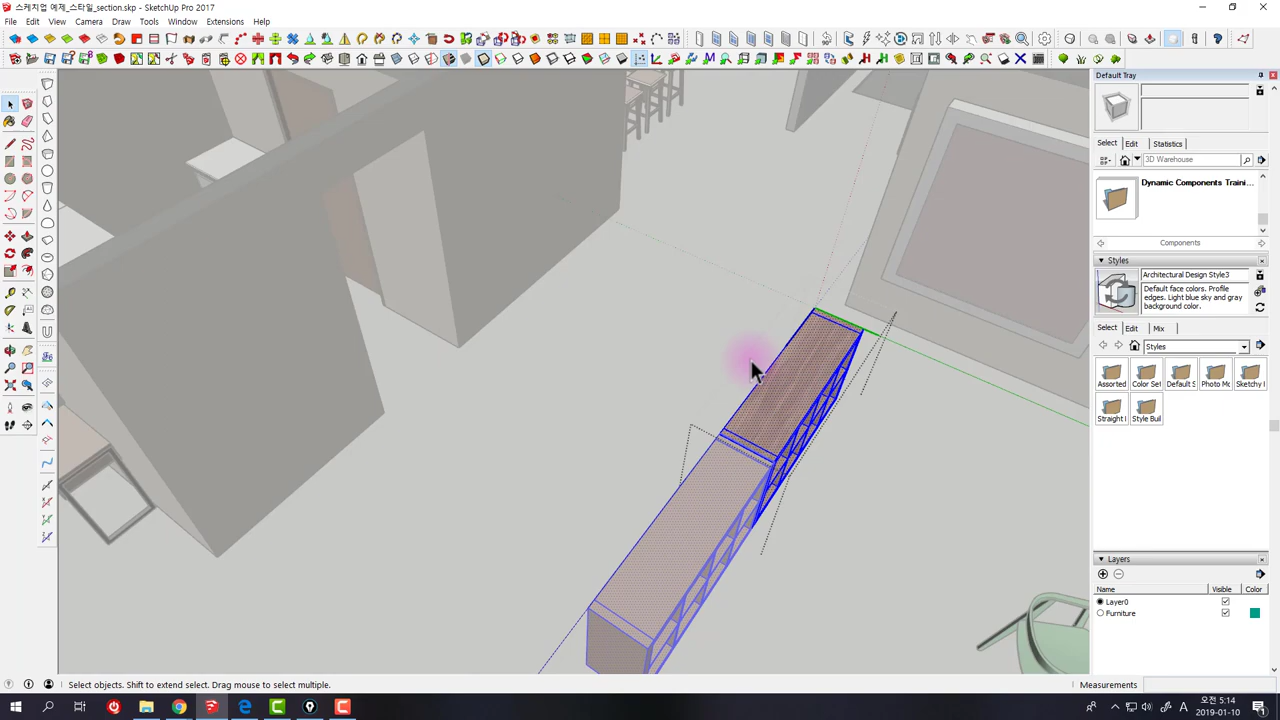 스케치업 예제_스타일_section.skp - SketchUp Pro 2017
File Edit View Camera Draw Tools Window Extensions Help
Default Tray
Select Edit Statistics
3D Warehouse
Dynamic Components Traini...
Components
Styles
Architectural Design Style3
Default face colors. Profile
edges. Light blue sky and gray
background color.
Select Edit Mix
Styles
Assorted Color Se Default S Photo Mo Sketchy
Straight Style Buil
Layers
Name Visible Color
Layer0
Furniture
Select objects. Shift to extend select. Drag mouse to select multiple.
Measurements
A 오전 5:14
2019-01-10